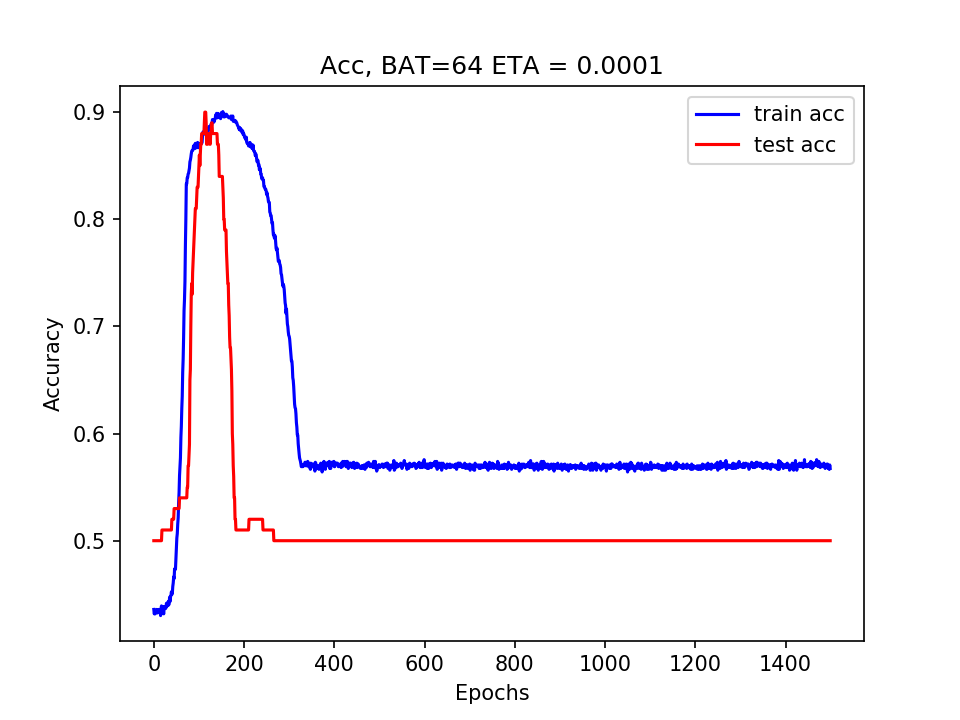 Acc, BAT=64 ETA = 0.0001
train acc
test acc
0.9
0.8
0.7
0.6
0.5
Accuracy
0 200 400 600 800 1000 1200 1400
Epochs